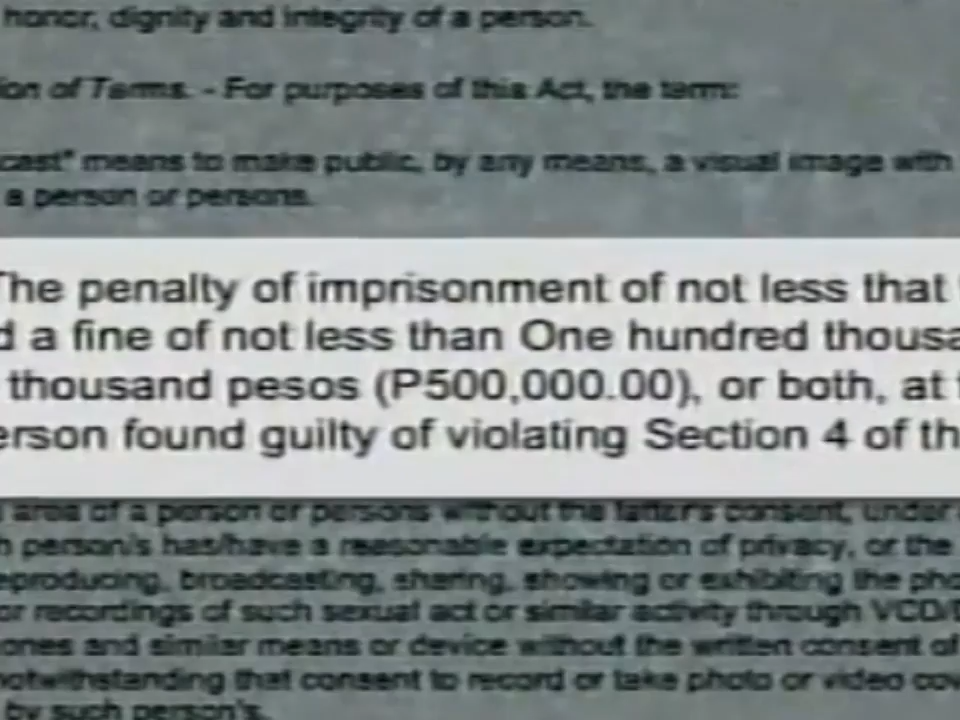 honor, dignity and integrity of a person.
ion of Terms. - For purposes of this Act, the term:
cast" means to make public, by any means, a visual image with
a person or persons.
The penalty of imprisonment of not less that
d a fine of not less than One hundred thousa
thousand pesos (P500,000.00), or both, at
erson found guilty of violating Section 4 of th
area of a person or persons without the latter's consent, under
h person/s has/have a reasonable expectation of privacy, or the
eproducing, broadcasting, sharing, showing or exhibiting the pho
or recordings of such sexual act or similar activity through VCD/
ones and similar means or device without the written consent of
notwithstanding that consent to record or take photo or video cov
by such person/s.